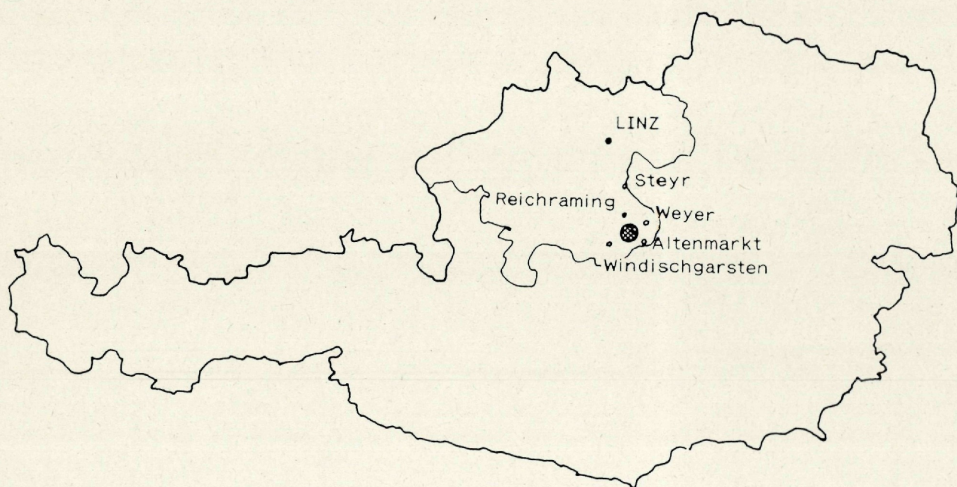 LINZ
Steyr
Reichraming
Weyer
Altenmarkt
Windischgarsten